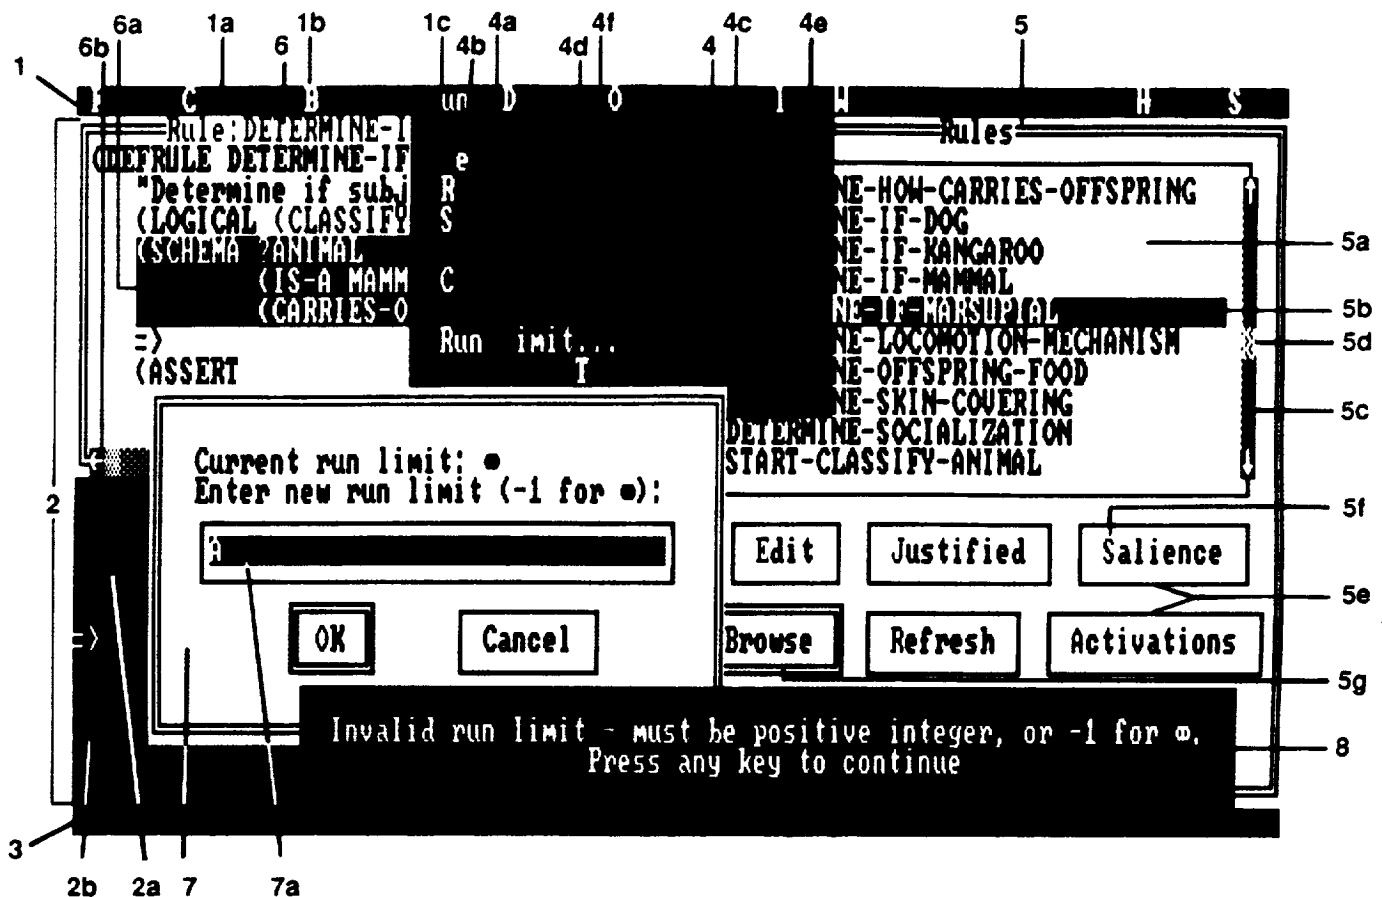 6a 1a 1b 1c 4a 4f 4c 4e 5
6b 6 4b 4d 4
1
C B un D O I W H S
Rule:DETERMINE-I
Rules
(DEFRULE DETERMINE-IF
e
"Determine if subj
R
NE-HOW-CARRIES-OFFSPRING
(LOGICAL (CLASSIFY
S
NE-IF-DOG
(SCHEMA ?ANIMAL
NE-IF-KANGAROO
5a
(IS-A MAMM
C
NE-IF-MAMMAL
(CARRIES-O
NE-IF-MARSUPIAL
5b
=>
Run imit...
NE-LOCOMOTION-MECHANISM
5d
(ASSERT
T
NE-OFFSPRING-FOOD
NE-SKIN-COVERING
5c
DETERMINE-SOCIALIZATION
Current run limit: ∞
START-CLASSIFY-ANIMAL
Enter new run limit (-1 for ∞):
2
5f
A
Edit Justified Salience
5e
=>
OK Cancel
Browse Refresh Activations
5g
Invalid run limit - must be positive integer, or -1 for ∞.
8
Press any key to continue
3
2b 2a 7 7a